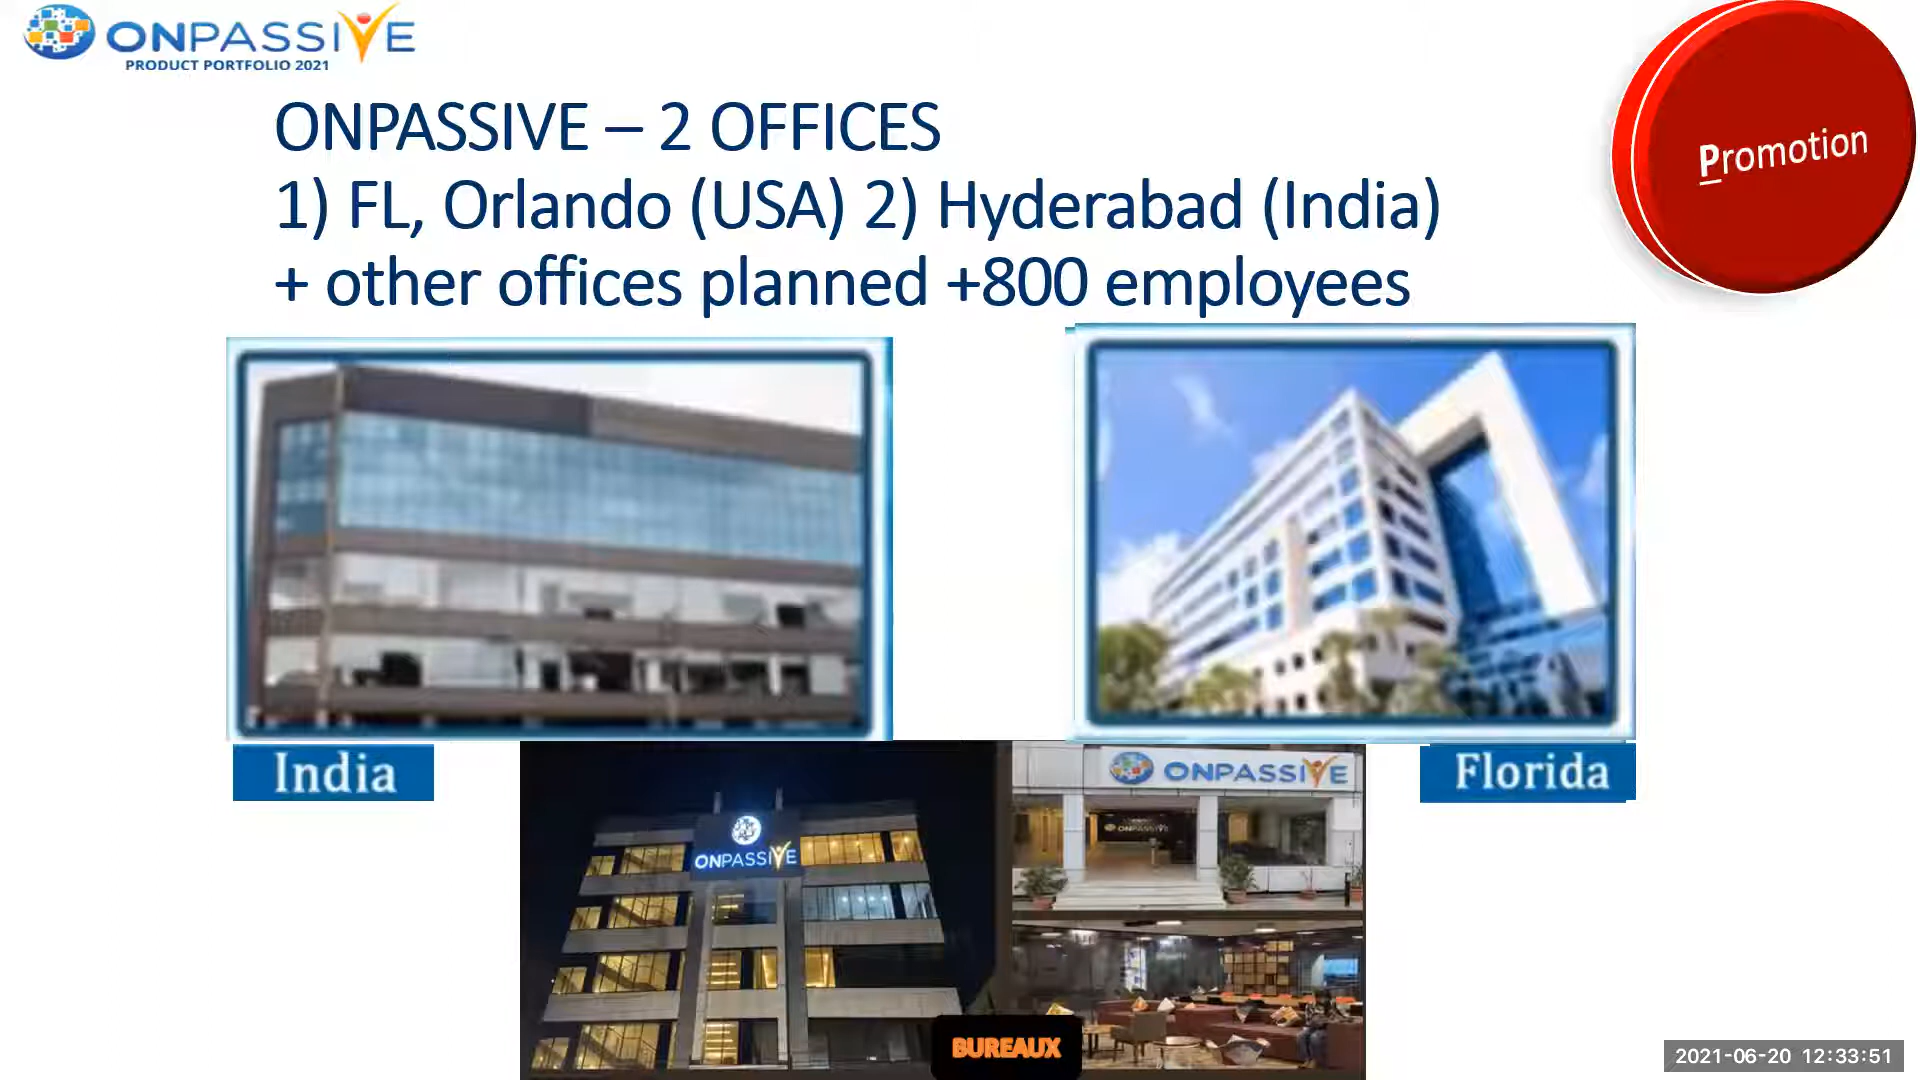 ONPASSIVE
PRODUCT PORTFOLIO 2021
Promotion
ONPASSIVE – 2 OFFICES
1) FL, Orlando (USA) 2) Hyderabad (India)
+ other offices planned +800 employees
India
Florida
ONPASSIVE
ONPASSIVE
ONPASSIVE
BUREAUX
2021-06-20 12:33:51